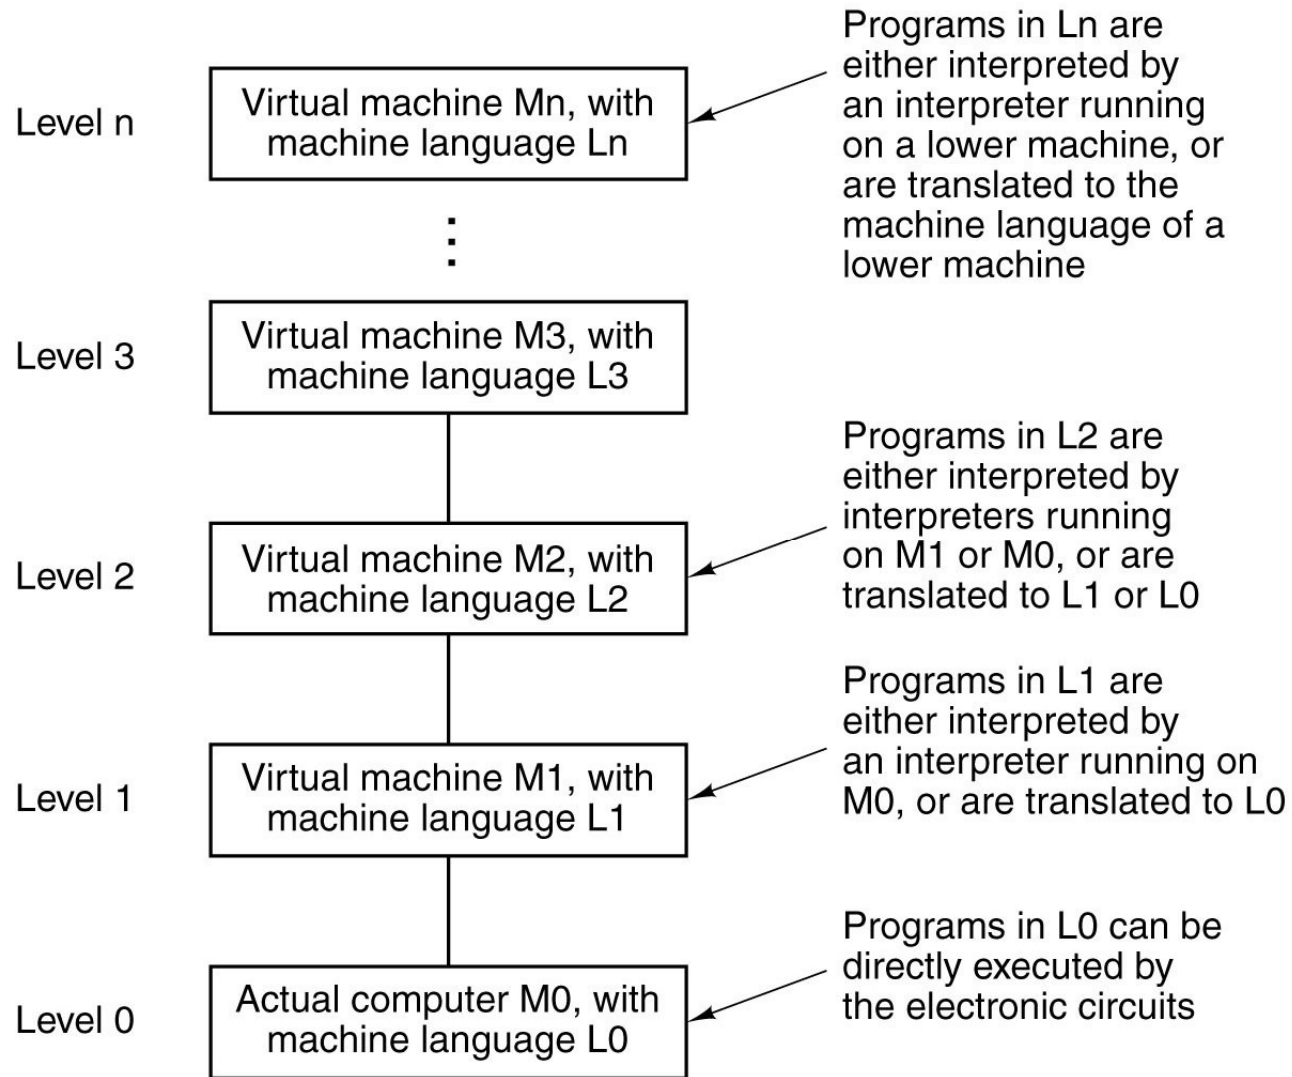 Programs in Ln are
either interpreted by
an interpreter running
on a lower machine, or
are translated to the
machine language of a
lower machine
Level n
Virtual machine Mn, with
machine language Ln
Level 3
Virtual machine M3, with
machine language L3
Programs in L2 are
either interpreted by
interpreters running
on M1 or M0, or are
translated to L1 or L0
Level 2
Virtual machine M2, with
machine language L2
Programs in L1 are
either interpreted by
an interpreter running on
M0, or are translated to L0
Level 1
Virtual machine M1, with
machine language L1
Programs in L0 can be
directly executed by
the electronic circuits
Level 0
Actual computer M0, with
machine language L0